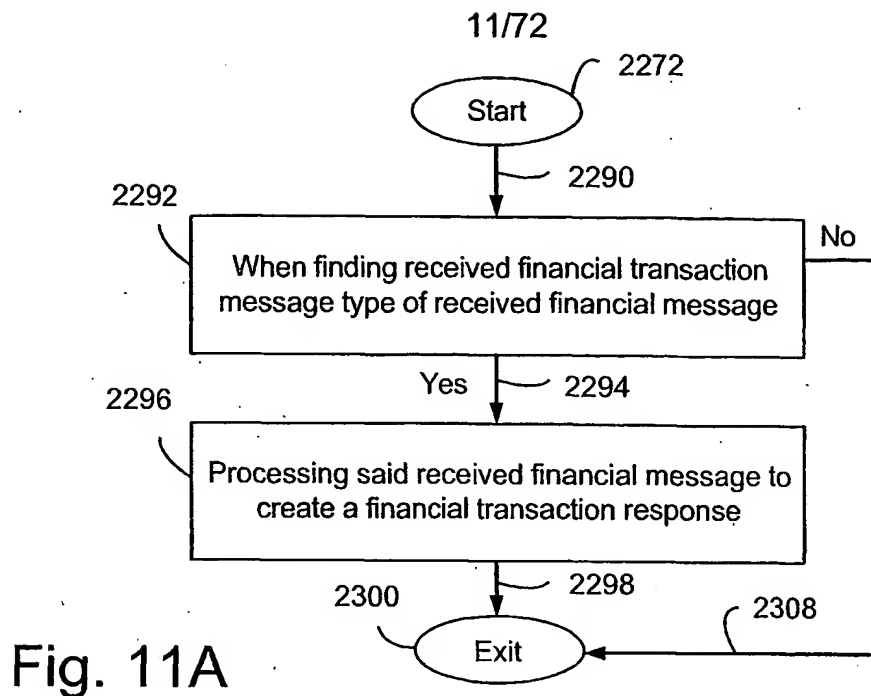 11/72
2272
Start
2290
2292
No
When finding received financial transaction
message type of received financial message
Yes
2294
2296
Processing said received financial message to
create a financial transaction response
2298
2300
2308
Exit
Fig. 11A